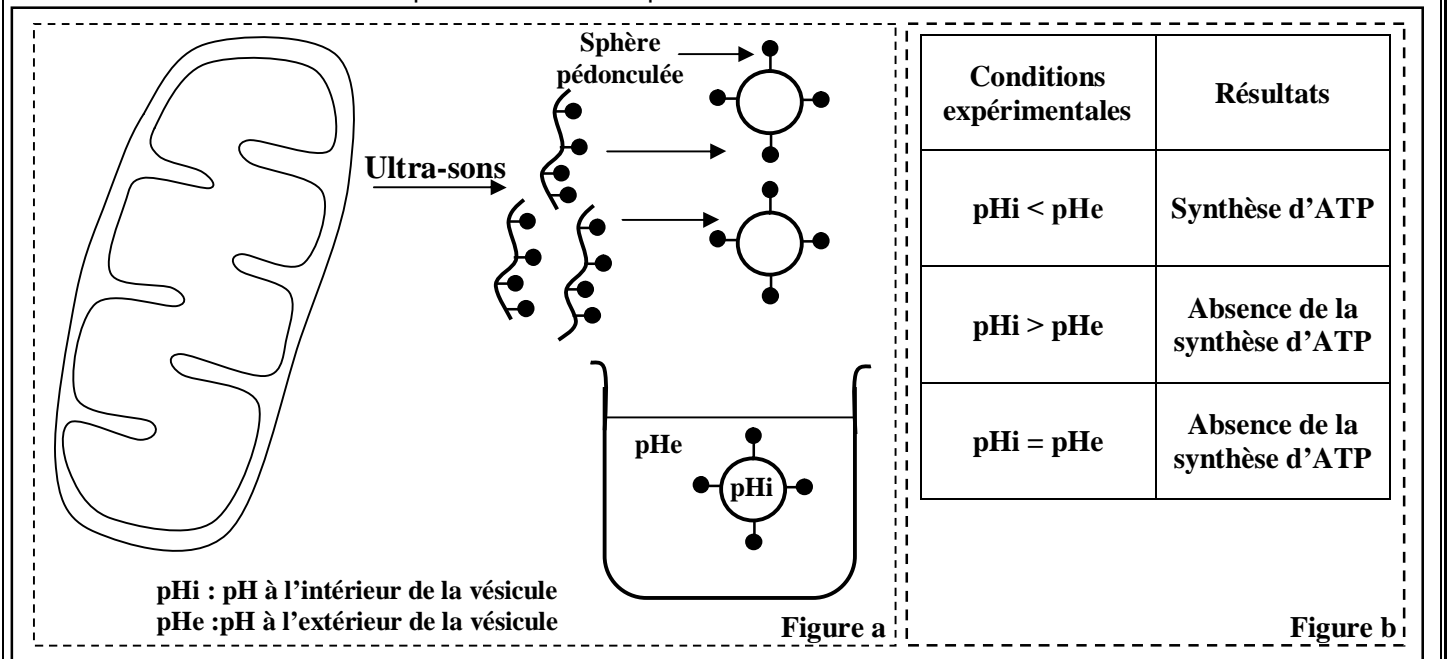 Sphère
pédonculée
Ultra-sons
pHe
pHi
pHi : pH à l'intérieur de la vésicule
pHe :pH à l'extérieur de la vésicule
Figure a
Conditions
expérimentales
Résultats
pHi < pHe
Synthèse d'ATP
pHi > pHe
Absence de la
synthèse d'ATP
pHi = pHe
Absence de la
synthèse d'ATP
Figure b